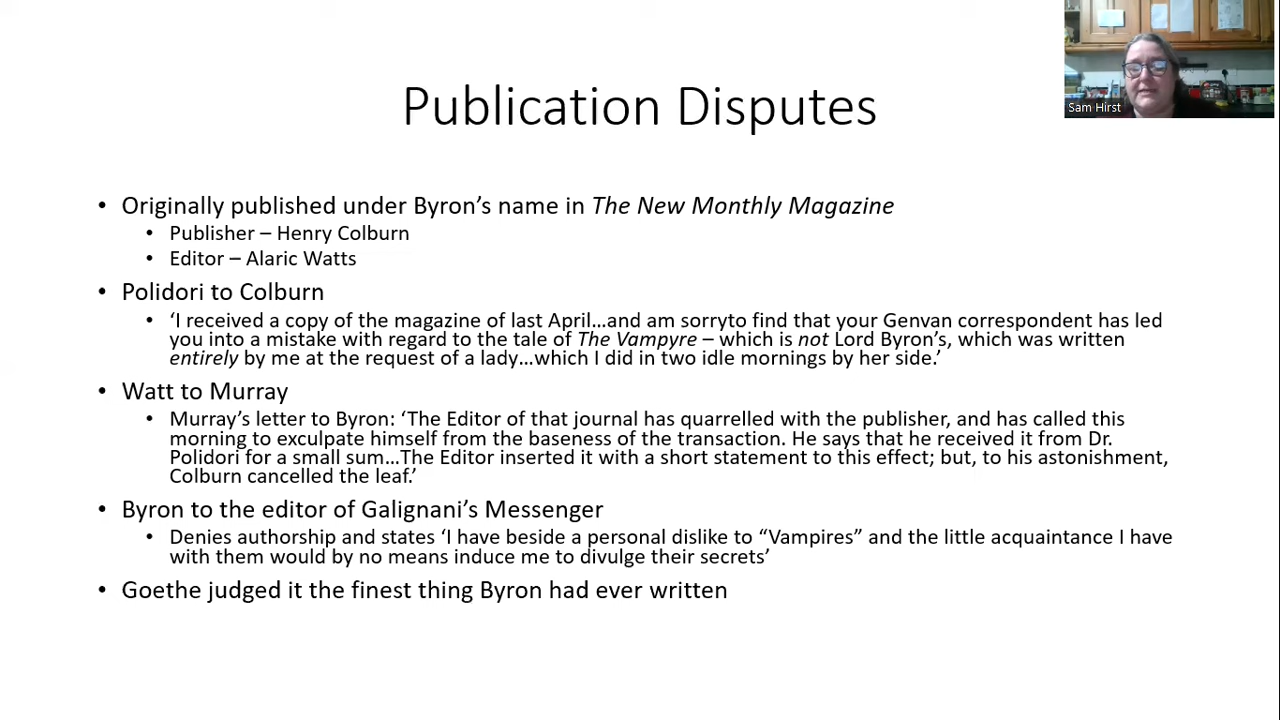 Publication Disputes
Sam Hirst
• Originally published under Byron’s name in The New Monthly Magazine
• Publisher – Henry Colburn
• Editor – Alaric Watts
• Polidori to Colburn
• ‘I received a copy of the magazine of last April…and am sorryto find that your Genvan correspondent has led
you into a mistake with regard to the tale of The Vampyre – which is not Lord Byron’s, which was written
entirely by me at the request of a lady…which I did in two idle mornings by her side.’
• Watt to Murray
• Murray’s letter to Byron: ‘The Editor of that journal has quarrelled with the publisher, and has called this
morning to exculpate himself from the baseness of the transaction. He says that he received it from Dr.
Polidori for a small sum…The Editor inserted it with a short statement to this effect; but, to his astonishment,
Colburn cancelled the leaf.’
• Byron to the editor of Galignani’s Messenger
• Denies authorship and states ‘I have beside a personal dislike to “Vampires” and the little acquaintance I have
with them would by no means induce me to divulge their secrets’
• Goethe judged it the finest thing Byron had ever written